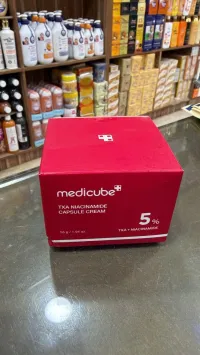 medicube
TXA NIACINAMIDE
CAPSULE CREAM
5%
TXA + NIACINAMIDE